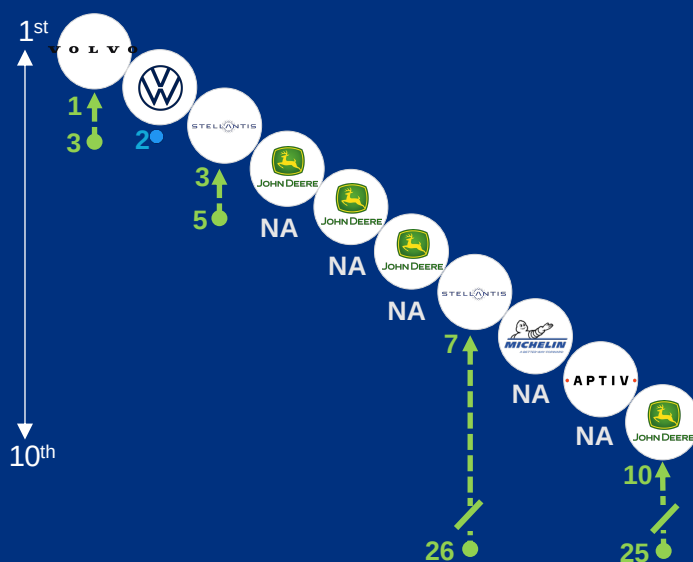 1st
VOLVO
1
3
VW
2
STELLANTIS
3
5
JOHN DEERE
NA
JOHN DEERE
NA
JOHN DEERE
NA
STELLANTIS
7
26
MICHELIN
NA
APTIV
NA
JOHN DEERE
10
25
10th